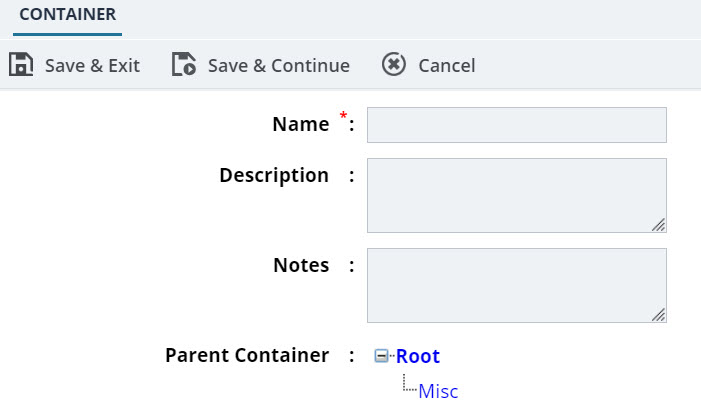 CONTAINER
Save & Exit Save & Continue Cancel
Name *:
Description :
Notes :
Parent Container : Root
Misc